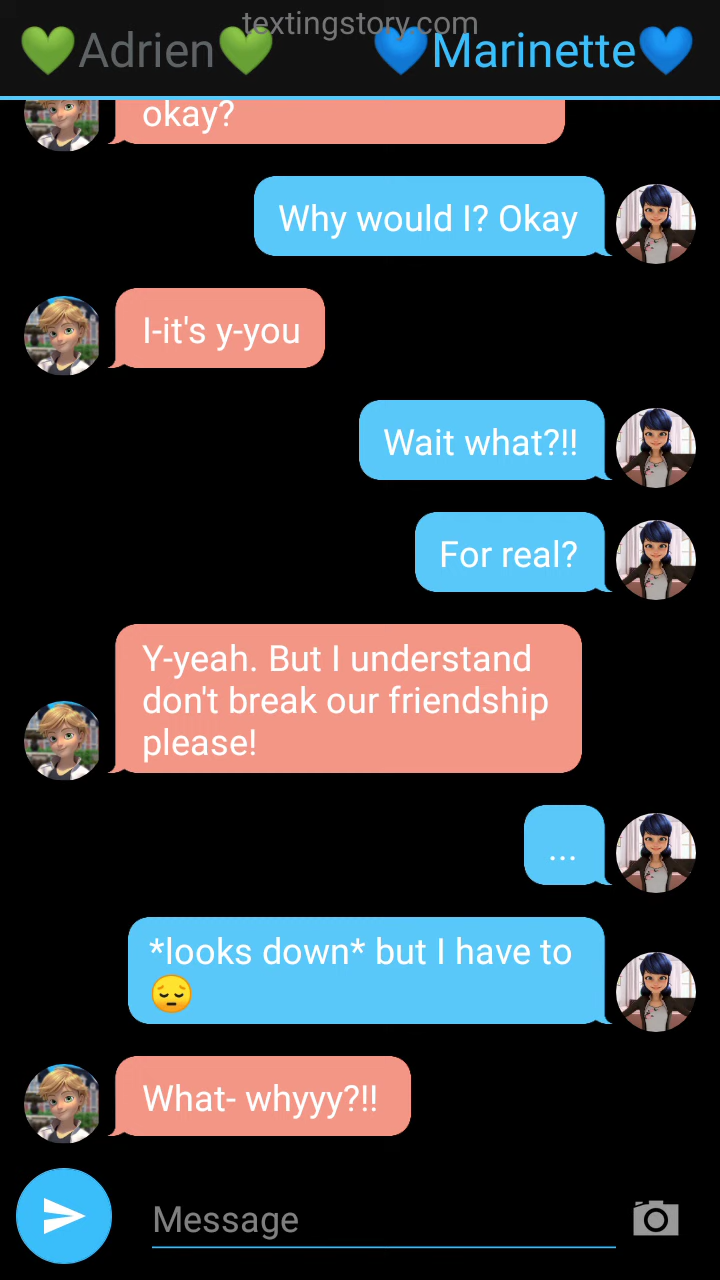 textingstory.com
💚Adrien💚 💙Marinette💙
okay?
Why would I? Okay
I-it's y-you
Wait what?!!
For real?
Y-yeah. But I understand
don't break our friendship
please!
...
*looks down* but I have to
😔
What- whyyy?!!
Message